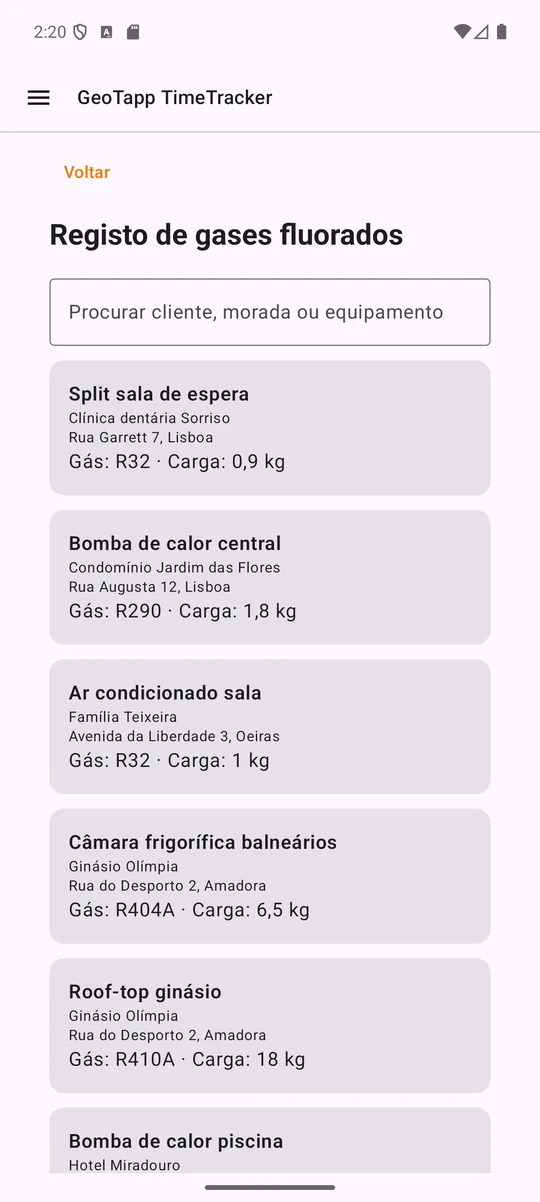 2:20
GeoTapp TimeTracker
Voltar
Registo de gases fluorados
Procurar cliente, morada ou equipamento
Split sala de espera
Clínica dentária Sorriso
Rua Garrett 7, Lisboa
Gás: R32 · Carga: 0,9 kg
Bomba de calor central
Condomínio Jardim das Flores
Rua Augusta 12, Lisboa
Gás: R290 · Carga: 1,8 kg
Ar condicionado sala
Família Teixeira
Avenida da Liberdade 3, Oeiras
Gás: R32 · Carga: 1 kg
Câmara frigorífica balneários
Ginásio Olímpia
Rua do Desporto 2, Amadora
Gás: R404A · Carga: 6,5 kg
Roof-top ginásio
Ginásio Olímpia
Rua do Desporto 2, Amadora
Gás: R410A · Carga: 18 kg
Bomba de calor piscina
Hotel Miradouro